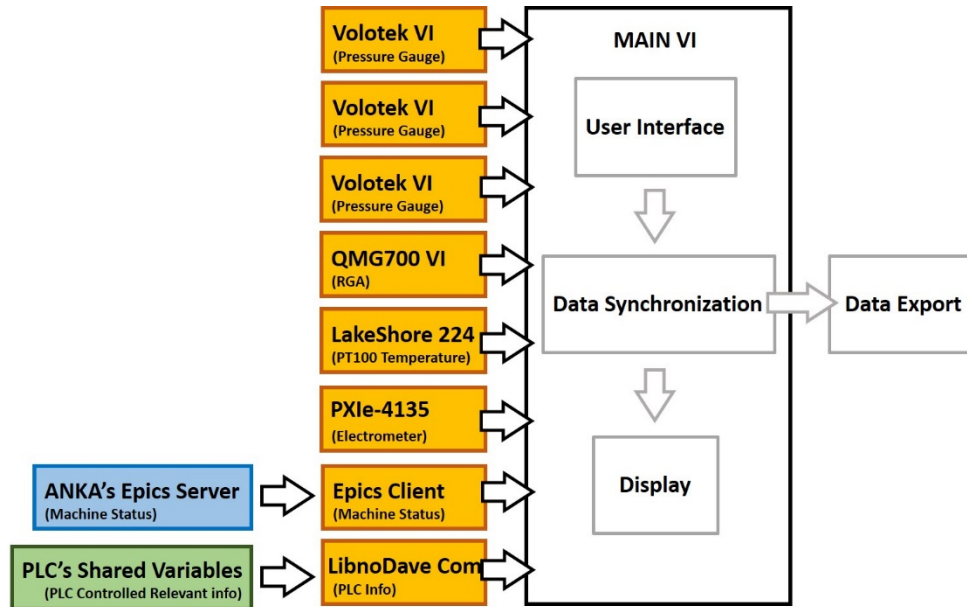 Volotek VI
(Pressure Gauge)
Volotek VI
(Pressure Gauge)
Volotek VI
(Pressure Gauge)
QMG700 VI
(RGA)
LakeShore 224
(PT100 Temperature)
PXIe-4135
(Electrometer)
ANKA's Epics Server
(Machine Status)
Epics Client
(Machine Status)
PLC's Shared Variables
(PLC Controlled Relevant info)
LibnoDave Com
(PLC Info)
MAIN VI
User Interface
Data Synchronization
Data Export
Display